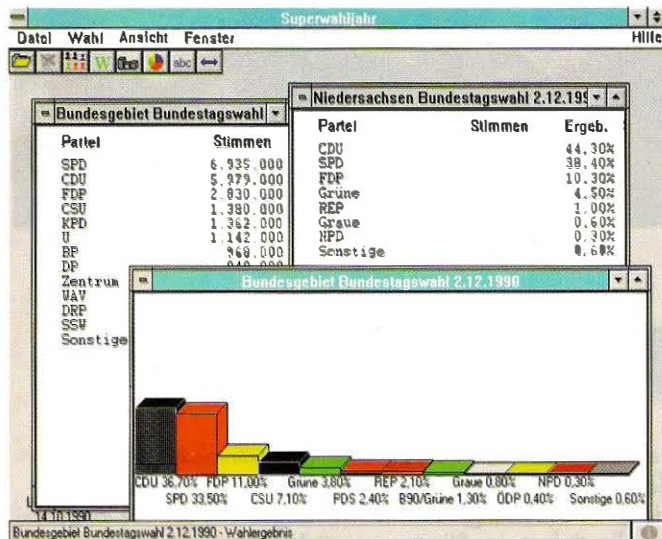 Superwahljahr
Datei Wahl Ansicht Fenster Hilfe
W abc
Bundesgebiet Bundestagswahl
Partei Stimmen
SPD 6.935.000
CDU 5.979.000
FDP 2.830.000
CSU 1.380.800
KPD 1.362.000
U 1.142.000
BP 968.000
DP
Zentrum
WAV
DRP
SSW
Sonstige
Niedersachsen Bundestagswahl 2.12.199
Partei Stimmen Ergeb.
CDU 44.30%
SPD 38.40%
FDP 10.30%
Grüne 4.50%
REP 1.00%
Graue 0.60%
NPD 0.30%
Sonstige 0.60%
Bundesgebiet Bundestagswahl 2.12.1990
CDU 36,70% FDP 11,00% Grüne 3,80% REP 2,10% Graue 0,80% NPD 0,30%
SPD 33,50% CSU 7,10% PDS 2,40% B90/Grüne 1,30% ÖDP 0,40% Sonstige 0,60%
14.10.1990
Bundesgebiet Bundestagswahl 2.12.1990 - Wahlergebnis